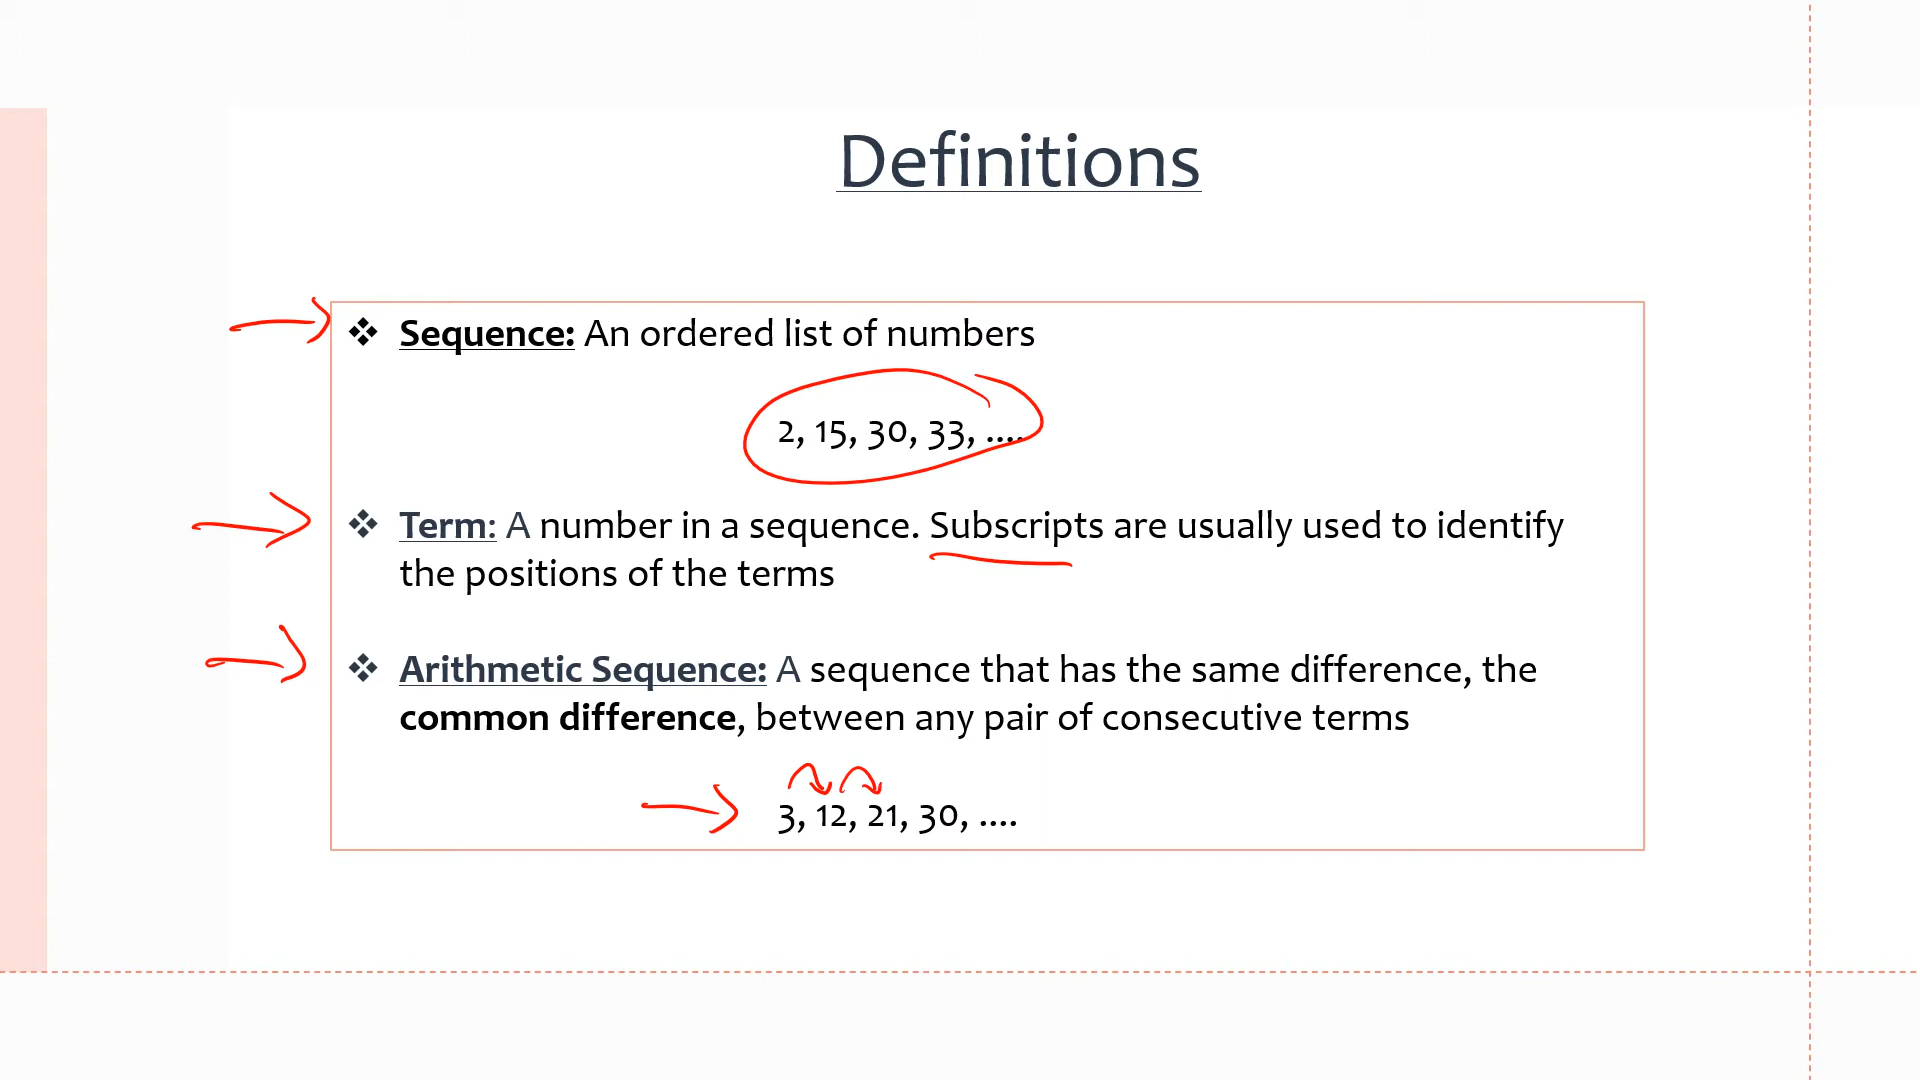 Definitions
❖ Sequence: An ordered list of numbers
2, 15, 30, 33, ....
❖ Term: A number in a sequence. Subscripts are usually used to identify
the positions of the terms
❖ Arithmetic Sequence: A sequence that has the same difference, the
common difference, between any pair of consecutive terms
3, 12, 21, 30, ....